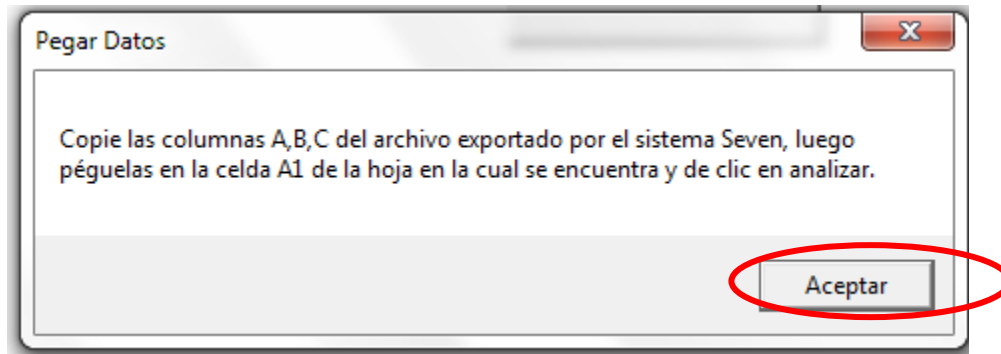 Pegar Datos
Copie las columnas A,B,C del archivo exportado por el sistema Seven, luego
péguelas en la celda A1 de la hoja en la cual se encuentra y de clic en analizar.
Aceptar